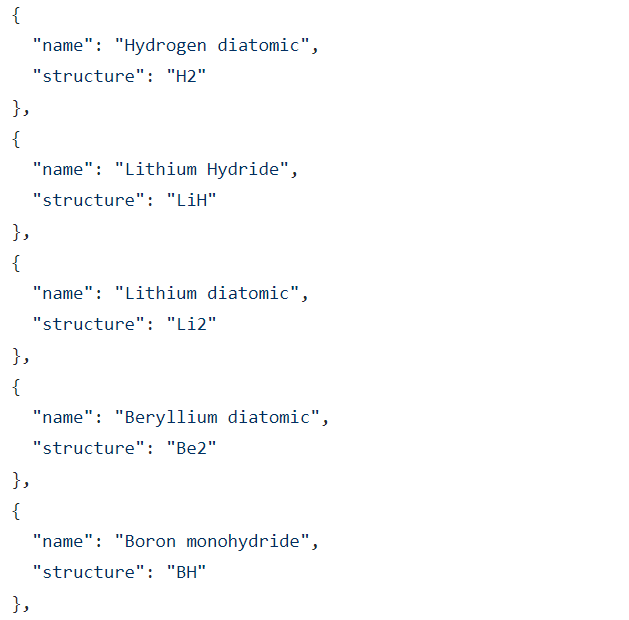 {
  "name": "Hydrogen diatomic",
  "structure": "H2"
},
{
  "name": "Lithium Hydride",
  "structure": "LiH"
},
{
  "name": "Lithium diatomic",
  "structure": "Li2"
},
{
  "name": "Beryllium diatomic",
  "structure": "Be2"
},
{
  "name": "Boron monohydride",
  "structure": "BH"
},